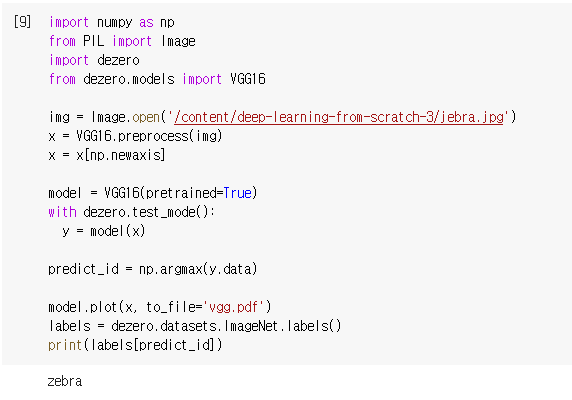 [9] import numpy as np
from PIL import Image
import dezero
from dezero.models import VGG16

img = Image.open('/content/deep-learning-from-scratch-3/jebra.jpg')
x = VGG16.preprocess(img)
x = x[np.newaxis]

model = VGG16(pretrained=True)
with dezero.test_mode():
  y = model(x)

predict_id = np.argmax(y.data)

model.plot(x, to_file='vgg.pdf')
labels = dezero.datasets.ImageNet.labels()
print(labels[predict_id])

zebra